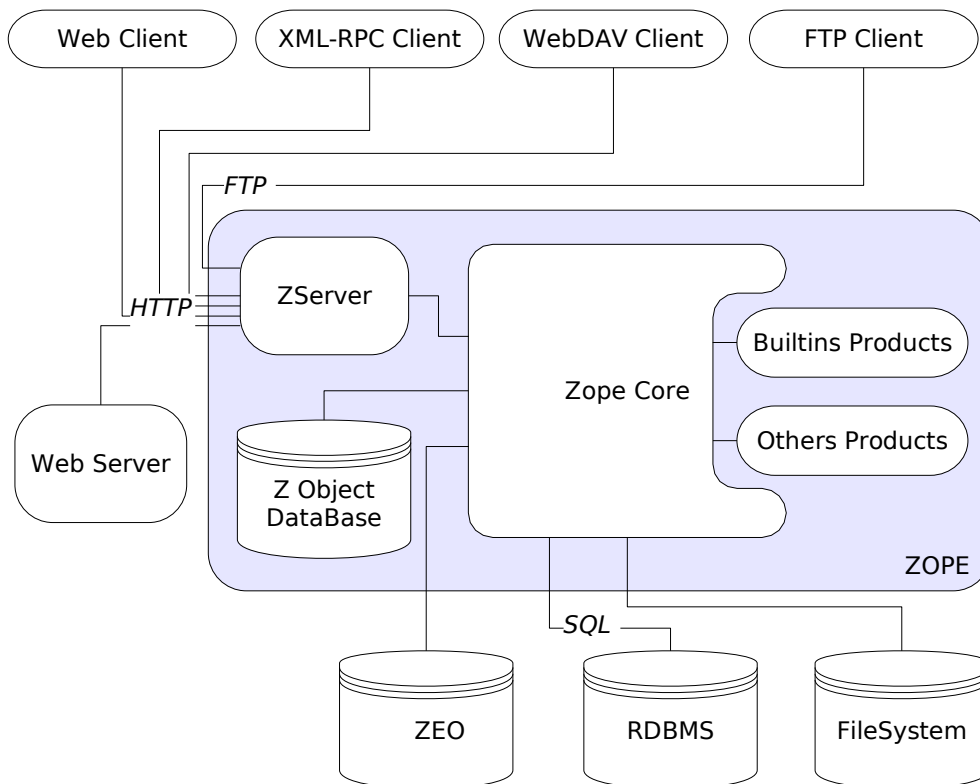 Web Client
XML-RPC Client
WebDAV Client
FTP Client
FTP
ZServer
HTTP
Builtins Products
Zope Core
Others Products
Web Server
Z Object
DataBase
ZOPE
SQL
ZEO
RDBMS
FileSystem